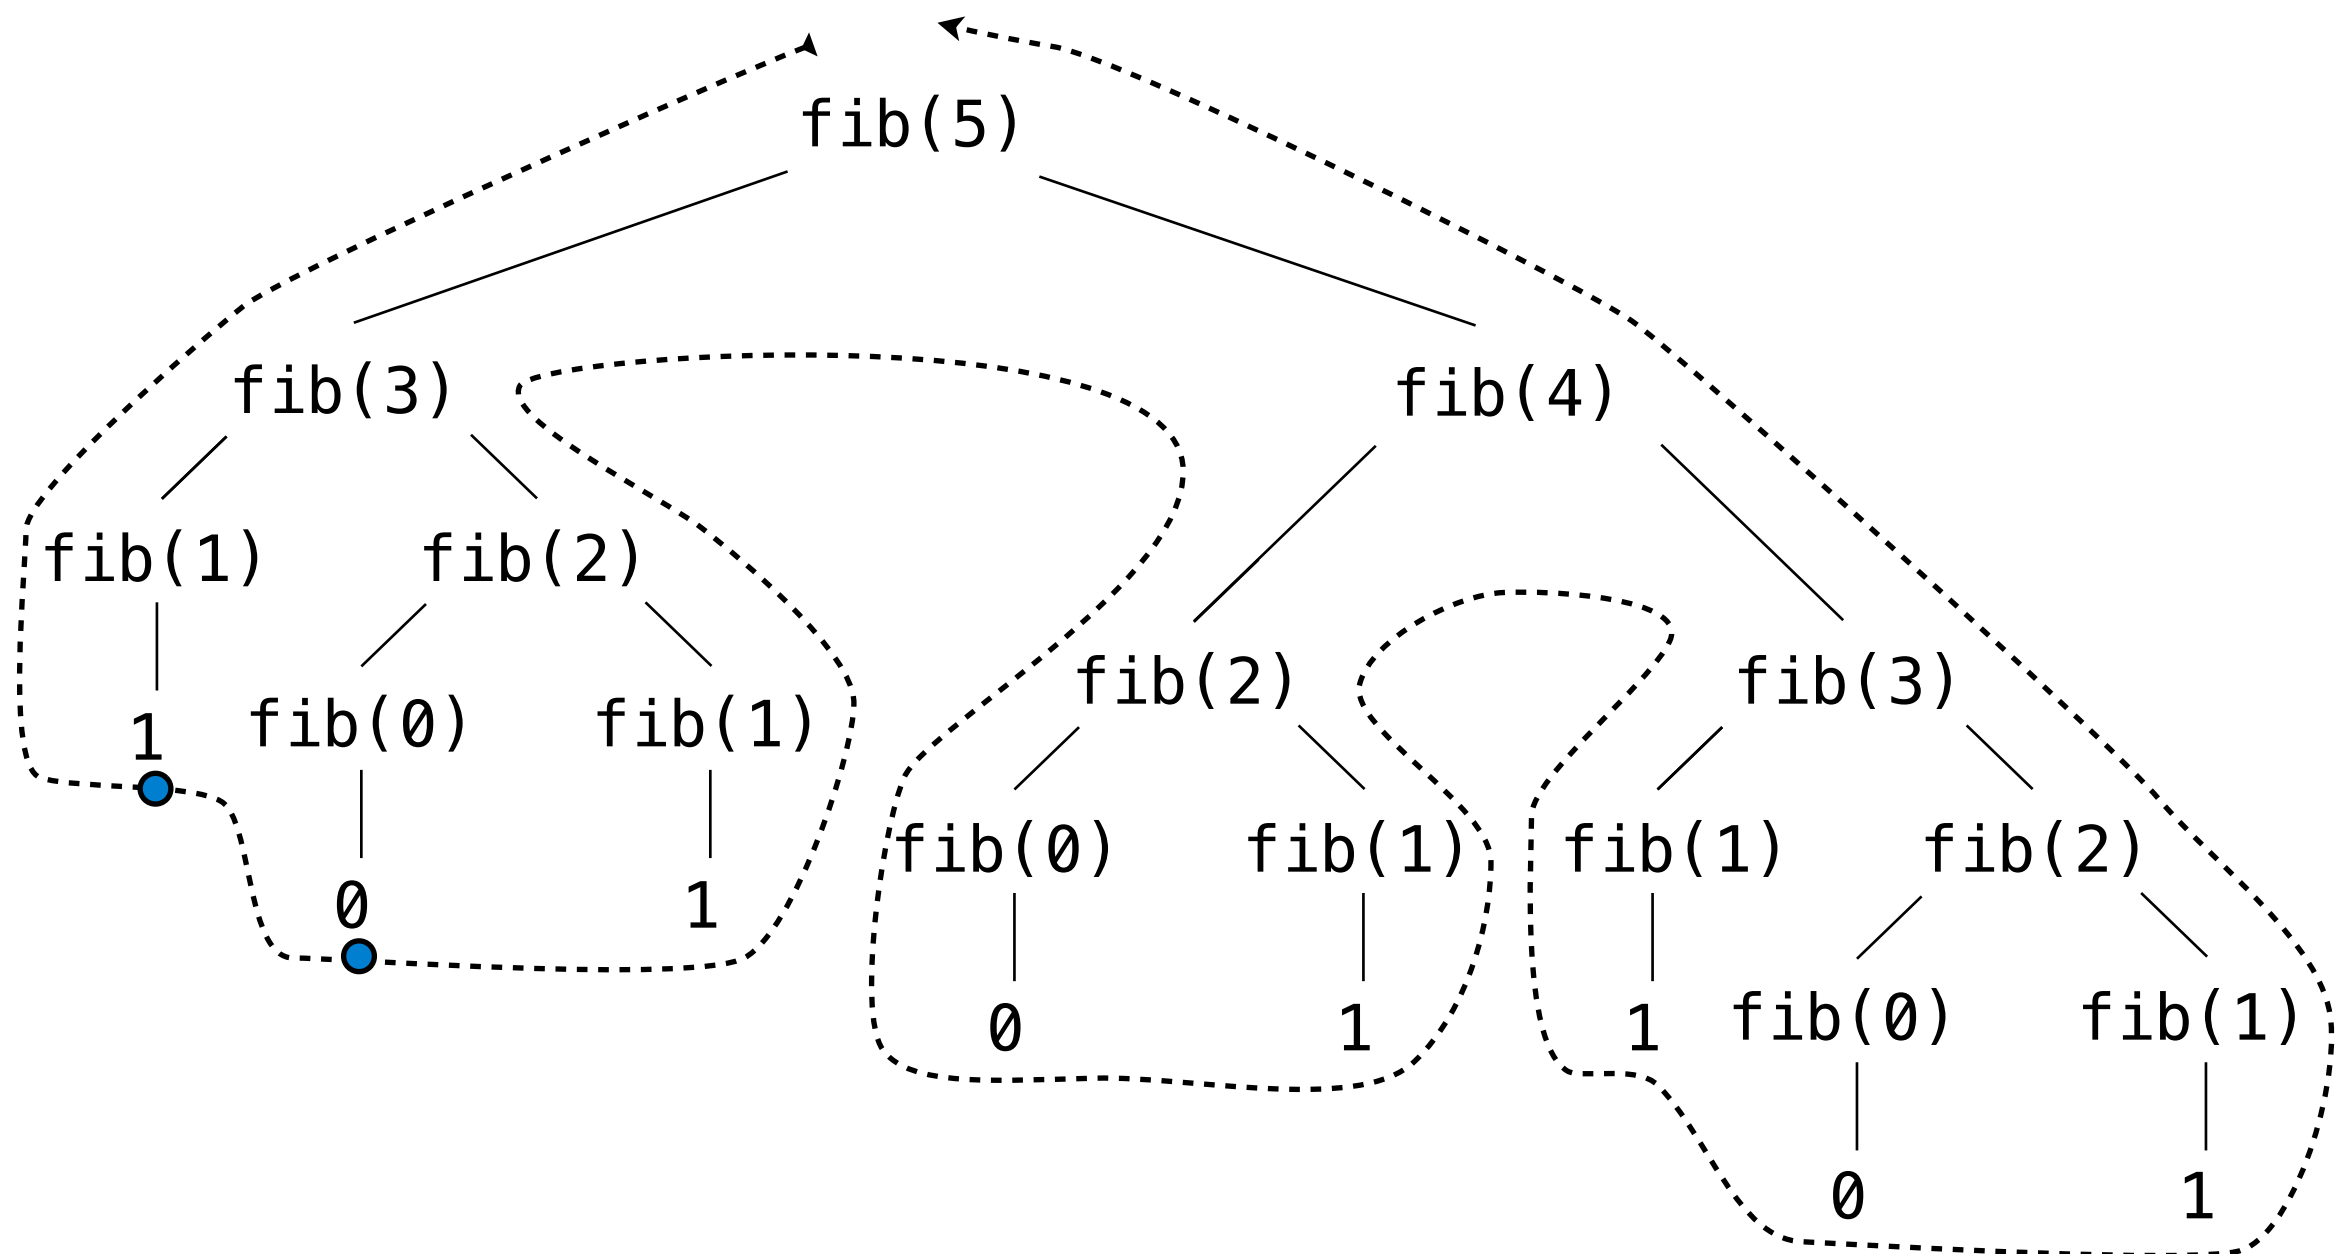 fib(5)
fib(3) fib(4)
fib(1) fib(2)
fib(2) fib(3)
1 fib(0) fib(1)
fib(0) fib(1) fib(1) fib(2)
0 1
0 1 1 fib(0) fib(1)
0 1